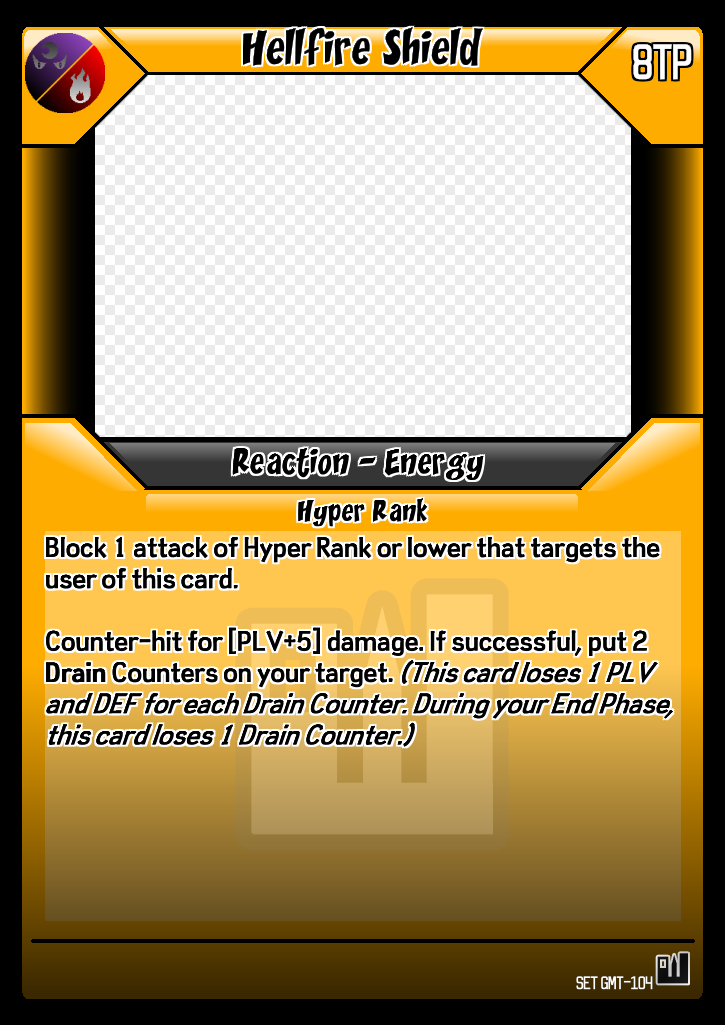 Hellfire Shield
8TP
Reaction - Energy
Hyper Rank
Block 1 attack of Hyper Rank or lower that targets the
user of this card.
Counter-hit for [PLV+5] damage. If successful, put 2
Drain Counters on your target. (This card loses 1 PLV
and DEF for each Drain Counter. During your End Phase,
this card loses 1 Drain Counter.)
SET GMT-104